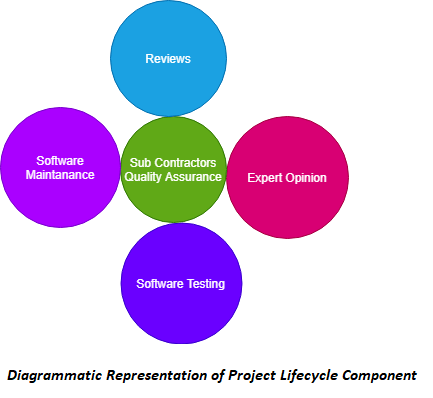 Reviews
Software
Maintanance
Sub Contractors
Quality Assurance
Expert Opinion
Software Testing
Diagrammatic Representation of Project Lifecycle Component